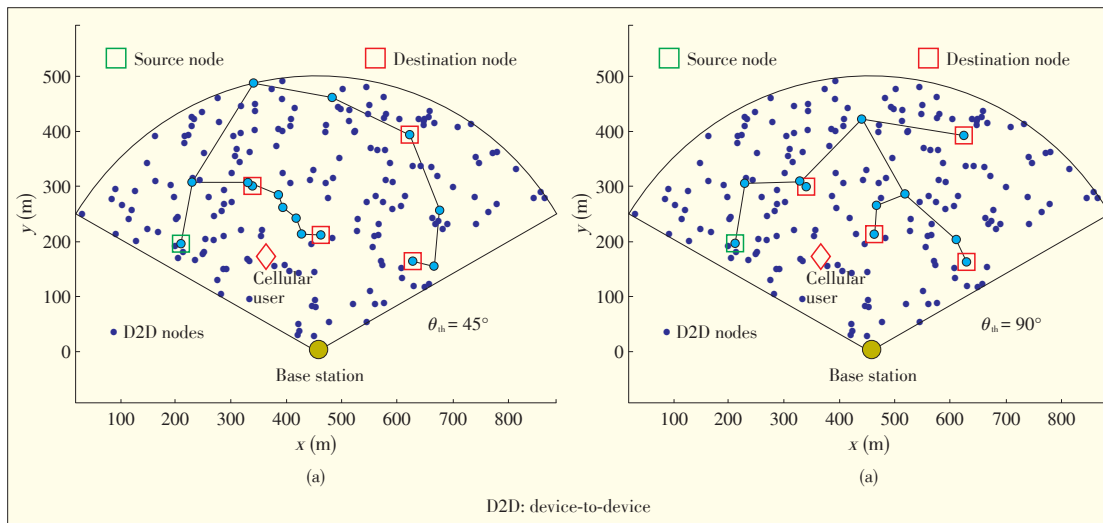 Source node
Destination node
500
400
300
200
100
0
y (m)
Cellular
user
D2D nodes
θth = 45°
Base station
100 200 300 400 500 600 700 800
x (m)
(a)
Source node
Destination node
500
400
300
200
100
0
y (m)
Cellular
user
D2D nodes
θth = 90°
Base station
100 200 300 400 500 600 700 800
x (m)
(a)
D2D: device-to-device